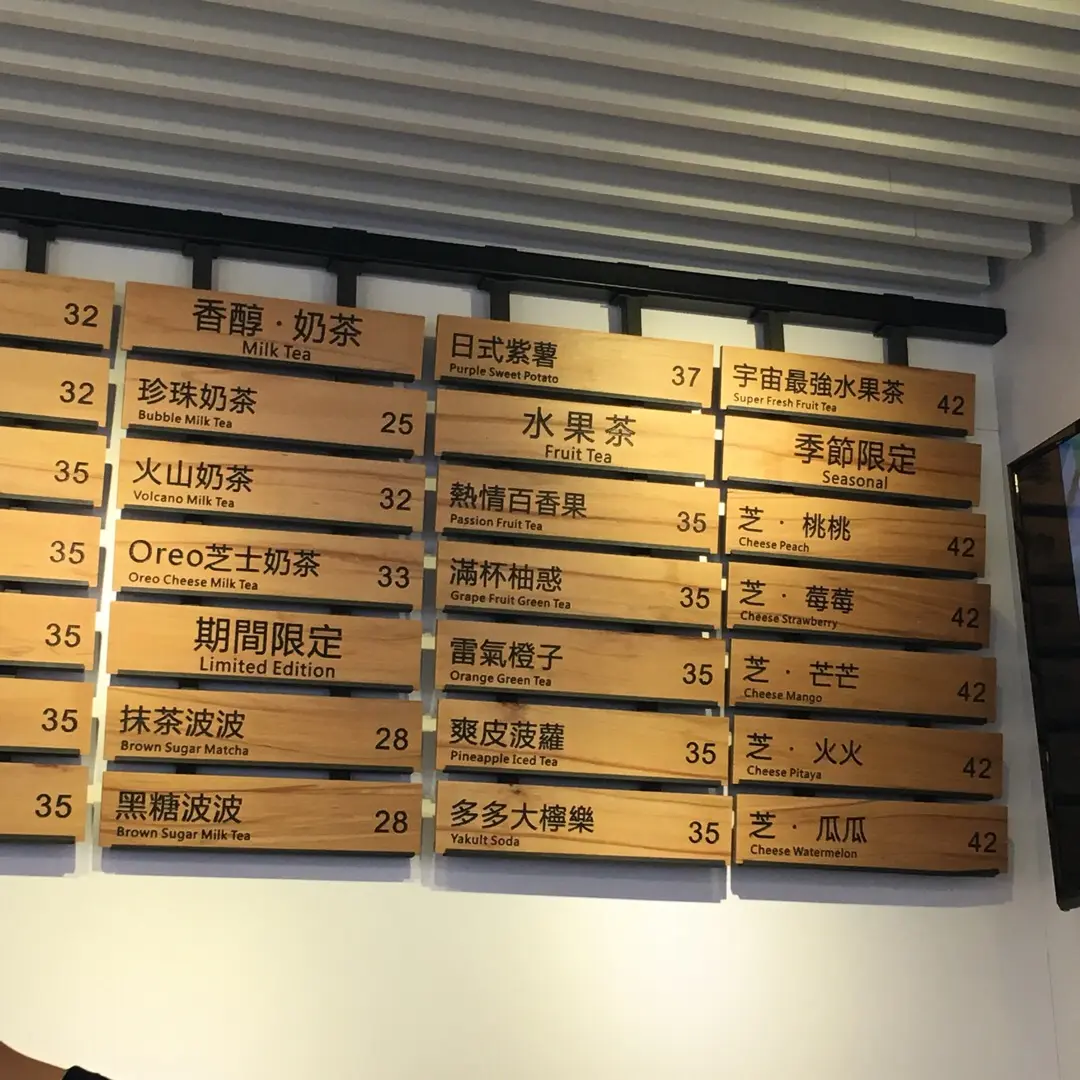 32
32
35
35
35
35
35
香醇·奶茶
Milk Tea
珍珠奶茶
Bubble Milk Tea
25
火山奶茶
Volcano Milk Tea
32
Oreo芝士奶茶
Oreo Cheese Milk Tea
33
期間限定
Limited Edition
抹茶波波
Brown Sugar Matcha
28
黑糖波波
Brown Sugar Milk Tea
28
日式紫薯
Purple Sweet Potato
37
水果茶
Fruit Tea
熱情百香果
Passion Fruit Tea
35
滿杯柚惑
Grape Fruit Green Tea
35
雷氣橙子
Orange Green Tea
35
爽皮菠蘿
Pineapple Iced Tea
35
多多大檸樂
Yakult Soda
35
宇宙最強水果茶
Super Fresh Fruit Tea
42
季節限定
Seasonal
芝·桃桃
Cheese Peach
42
芝·莓莓
Cheese Strawberry
42
芝·芒芒
Cheese Mango
42
芝·火火
Cheese Pitaya
42
芝·瓜瓜
Cheese Watermelon
42